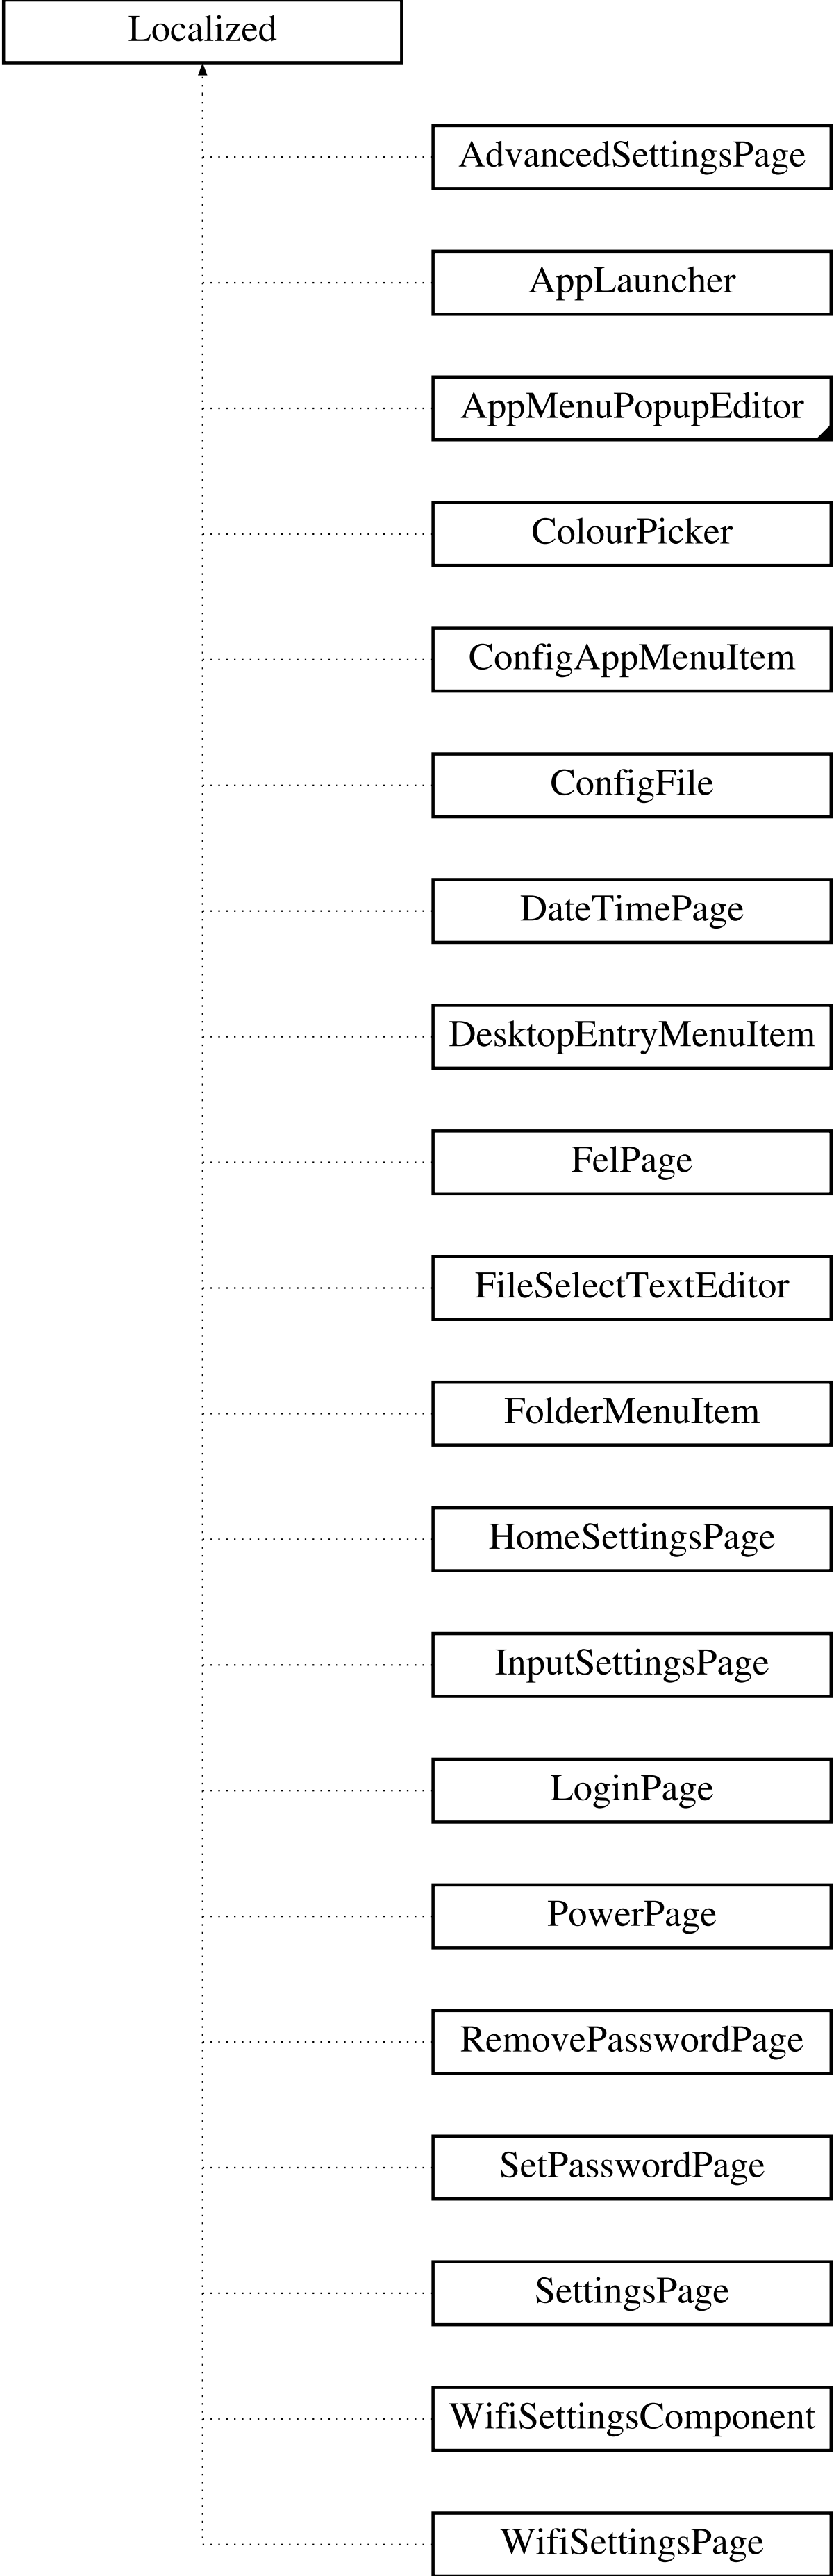 Localized
AdvancedSettingsPage
AppLauncher
AppMenuPopupEditor
ColourPicker
ConfigAppMenuItem
ConfigFile
DateTimePage
DesktopEntryMenuItem
FelPage
FileSelectTextEditor
FolderMenuItem
HomeSettingsPage
InputSettingsPage
LoginPage
PowerPage
RemovePasswordPage
SetPasswordPage
SettingsPage
WifiSettingsComponent
WifiSettingsPage